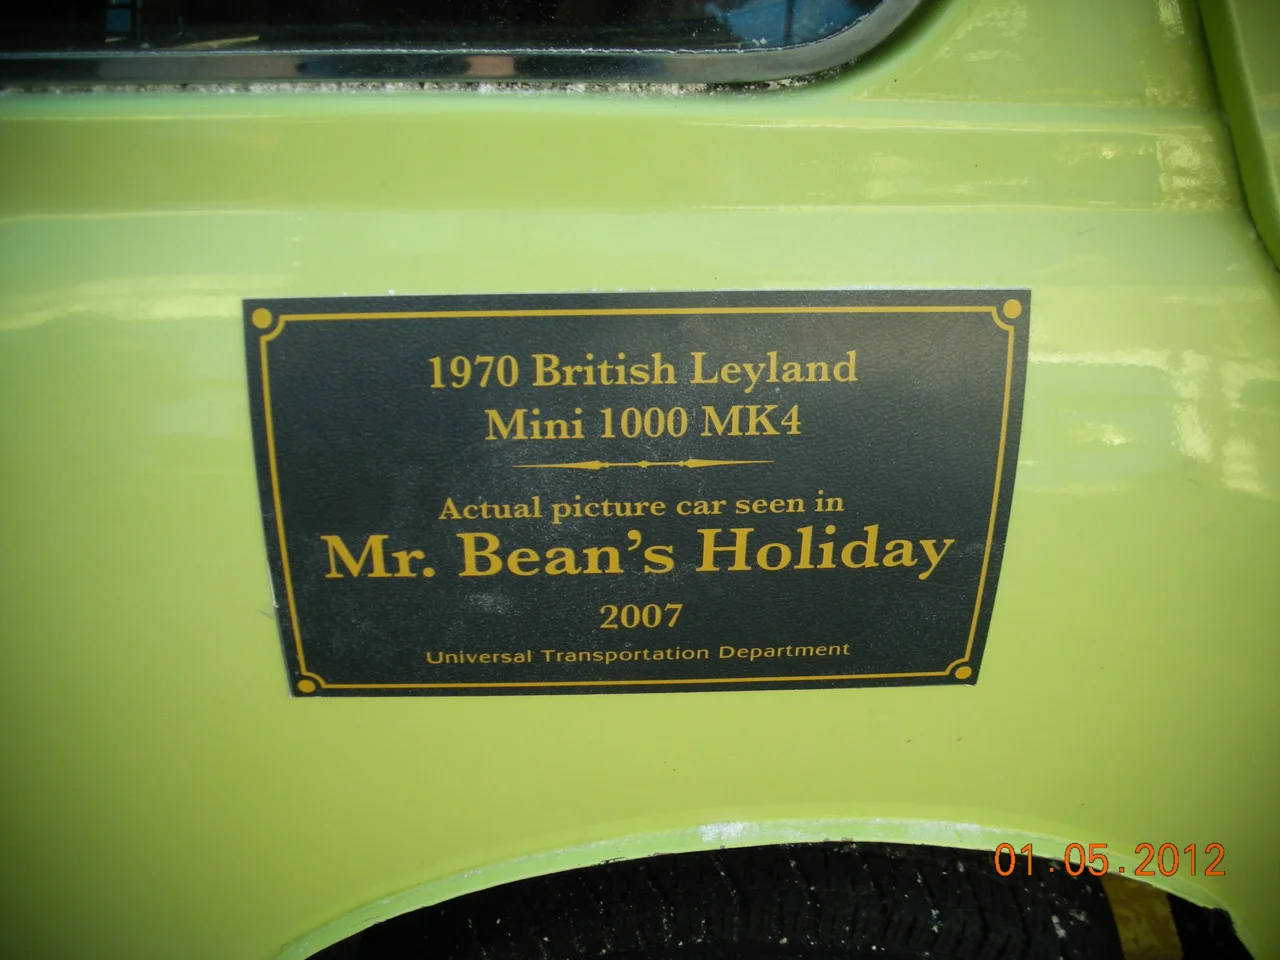 1970 British Leyland
Mini 1000 MK4
Actual picture car seen in
Mr. Bean's Holiday
2007
Universal Transportation Department
01.05.2012